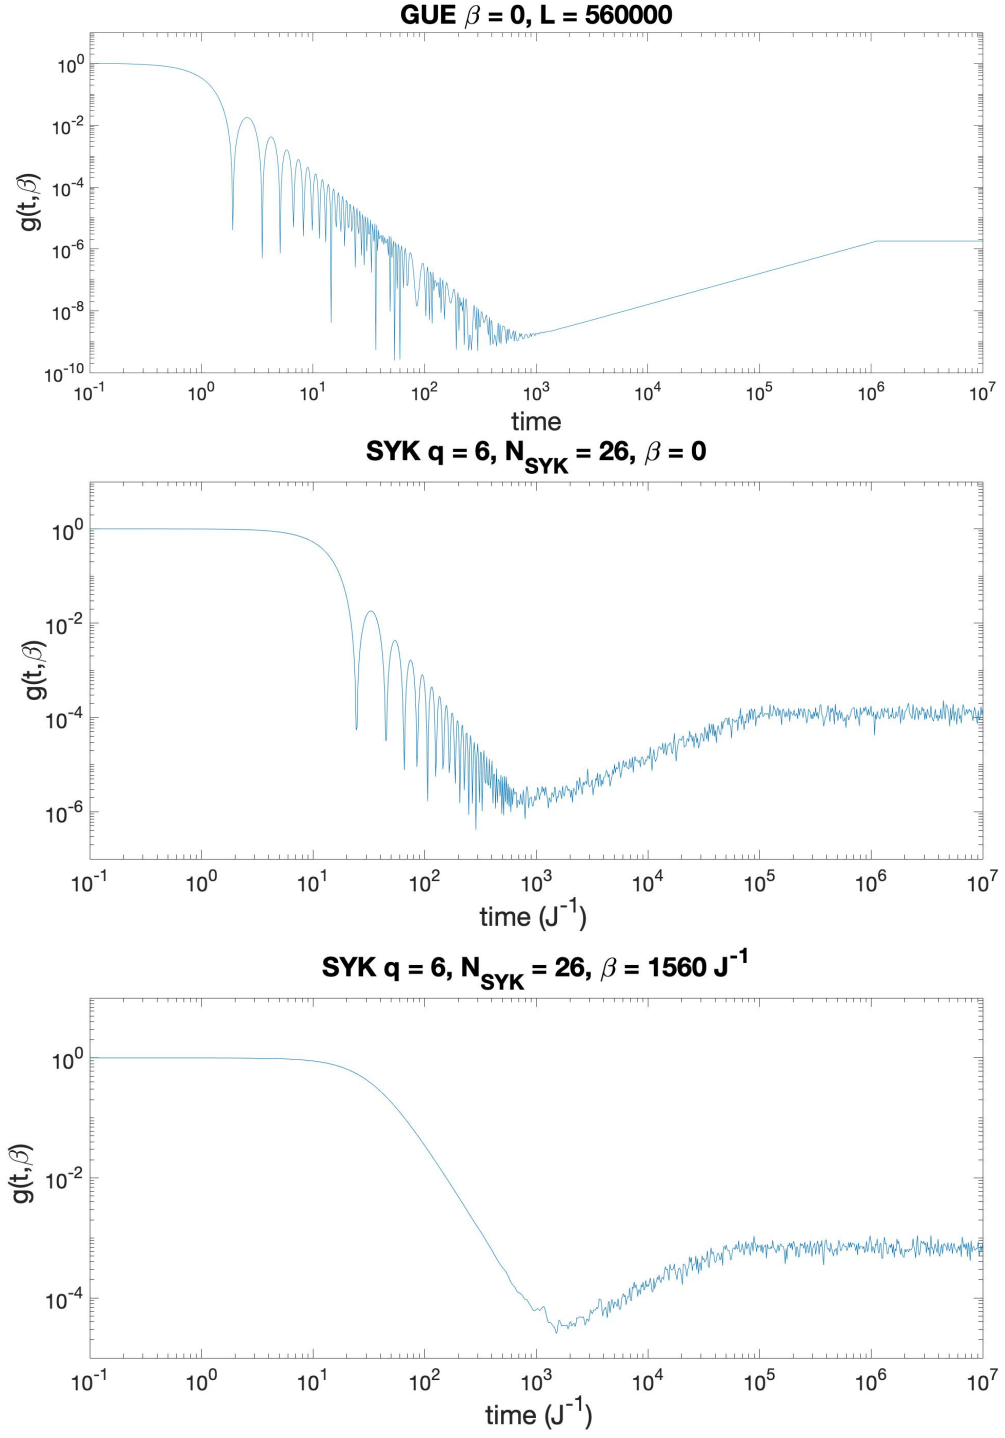 GUE β = 0, L = 560000
10^0
10^-2
10^-4
10^-6
10^-8
10^-10
g(t,β)
10^-1 10^0 10^1 10^2 10^3 10^4 10^5 10^6 10^7
time
SYK q = 6, N_SYK = 26, β = 0
10^0
10^-2
10^-4
10^-6
g(t,β)
10^-1 10^0 10^1 10^2 10^3 10^4 10^5 10^6 10^7
time (J^-1)
SYK q = 6, N_SYK = 26, β = 1560 J^-1
10^0
10^-2
10^-4
g(t,β)
10^-1 10^0 10^1 10^2 10^3 10^4 10^5 10^6 10^7
time (J^-1)